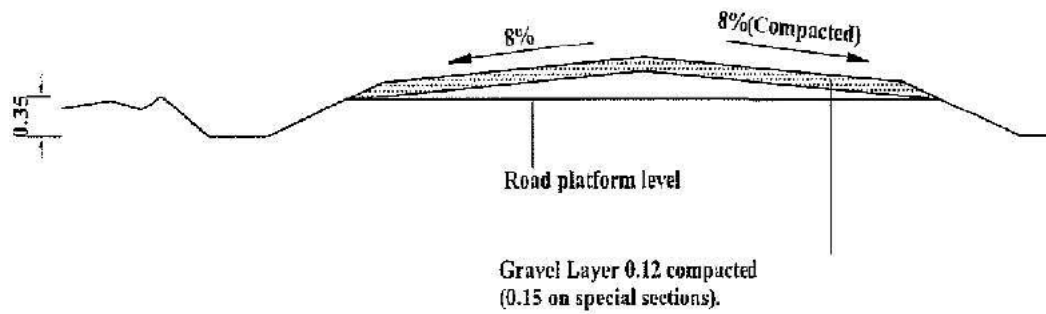 8%
8%(Compacted)
0.35
Road platform level
Gravel Layer 0.12 compacted
(0.15 on special sections).